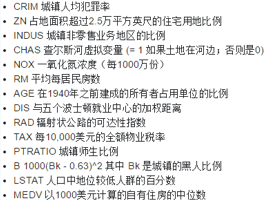 CRIM 城镇人均犯罪率
ZN 占地面积超过2.5万平方英尺的住宅用地比例
INDUS 城镇非零售业务地区的比例
CHAS 查尔斯河虚拟变量 (= 1 如果土地在河边；否则是0)
NOX 一氧化氮浓度（每1000万份）
RM 平均每居民房数
AGE 在1940年之前建成的所有者占用单位的比例
DIS 与五个波士顿就业中心的加权距离
RAD 辐射状公路的可达性指数
TAX 每10,000美元的全额物业税率
PTRATIO 城镇师生比例
B 1000(Bk - 0.63)^2 其中 Bk 是城镇的黑人比例
LSTAT 人口中地位较低人群的百分数
MEDV 以1000美元计算的自有住房的中位数